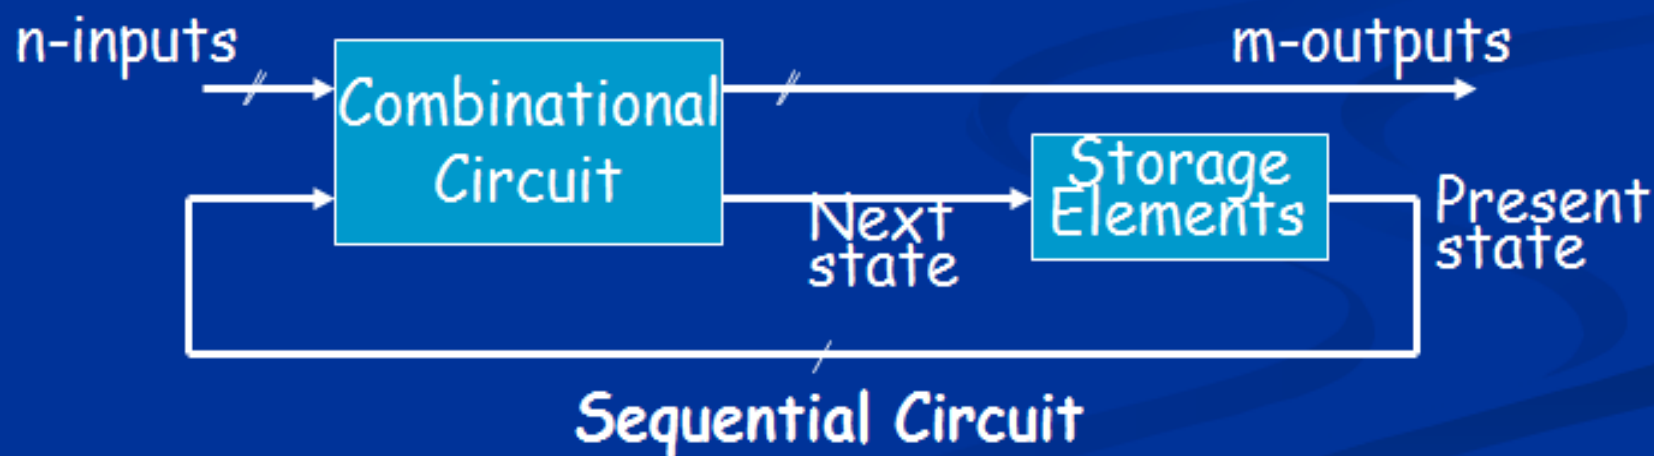 n-inputs
m-outputs
Combinational
Circuit
Storage
Elements
Next
state
Present
state
Sequential Circuit